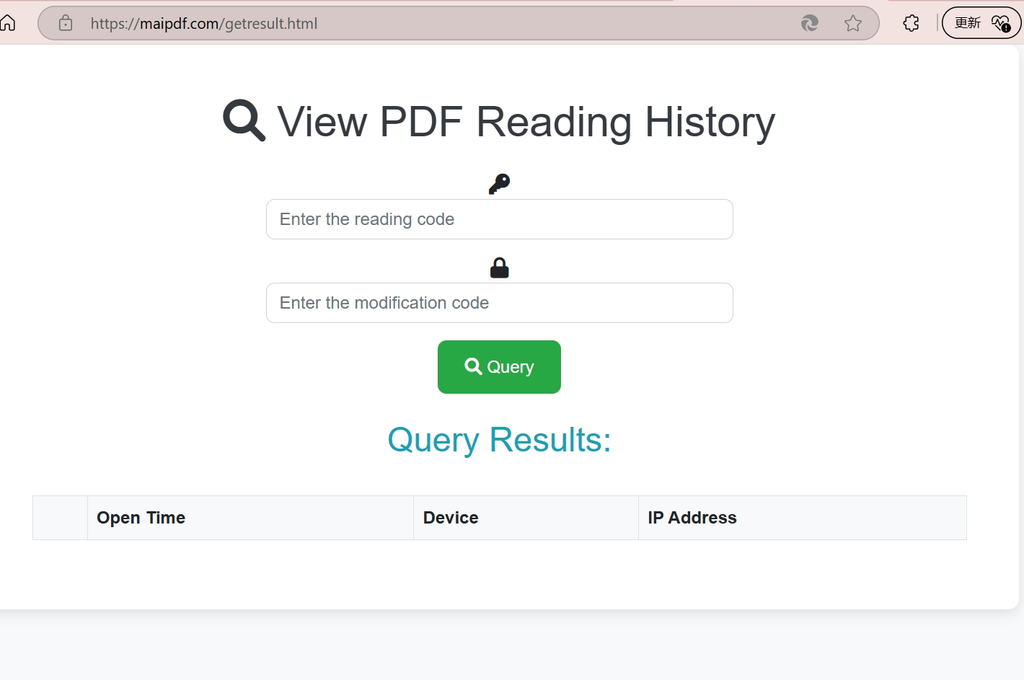 https://maipdf.com/getresult.html
更新
View PDF Reading History
Enter the reading code
Enter the modification code
Query
Query Results:
Open Time Device IP Address